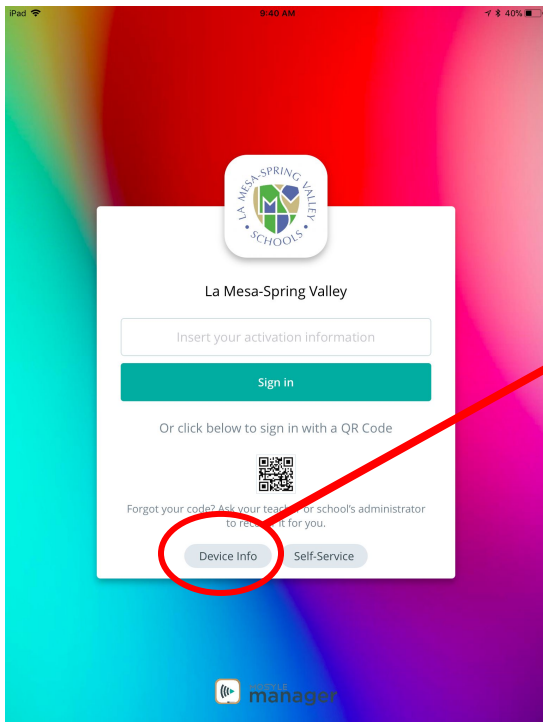 iPad 9:40 AM 40%
LA MESA-SPRING VALLEY
SCHOOLS
La Mesa-Spring Valley
Insert your activation information
Sign in
Or click below to sign in with a QR Code
Forgot your code? Ask your teacher or school's administrator
to it for you.
Device Info Self-Service
manager